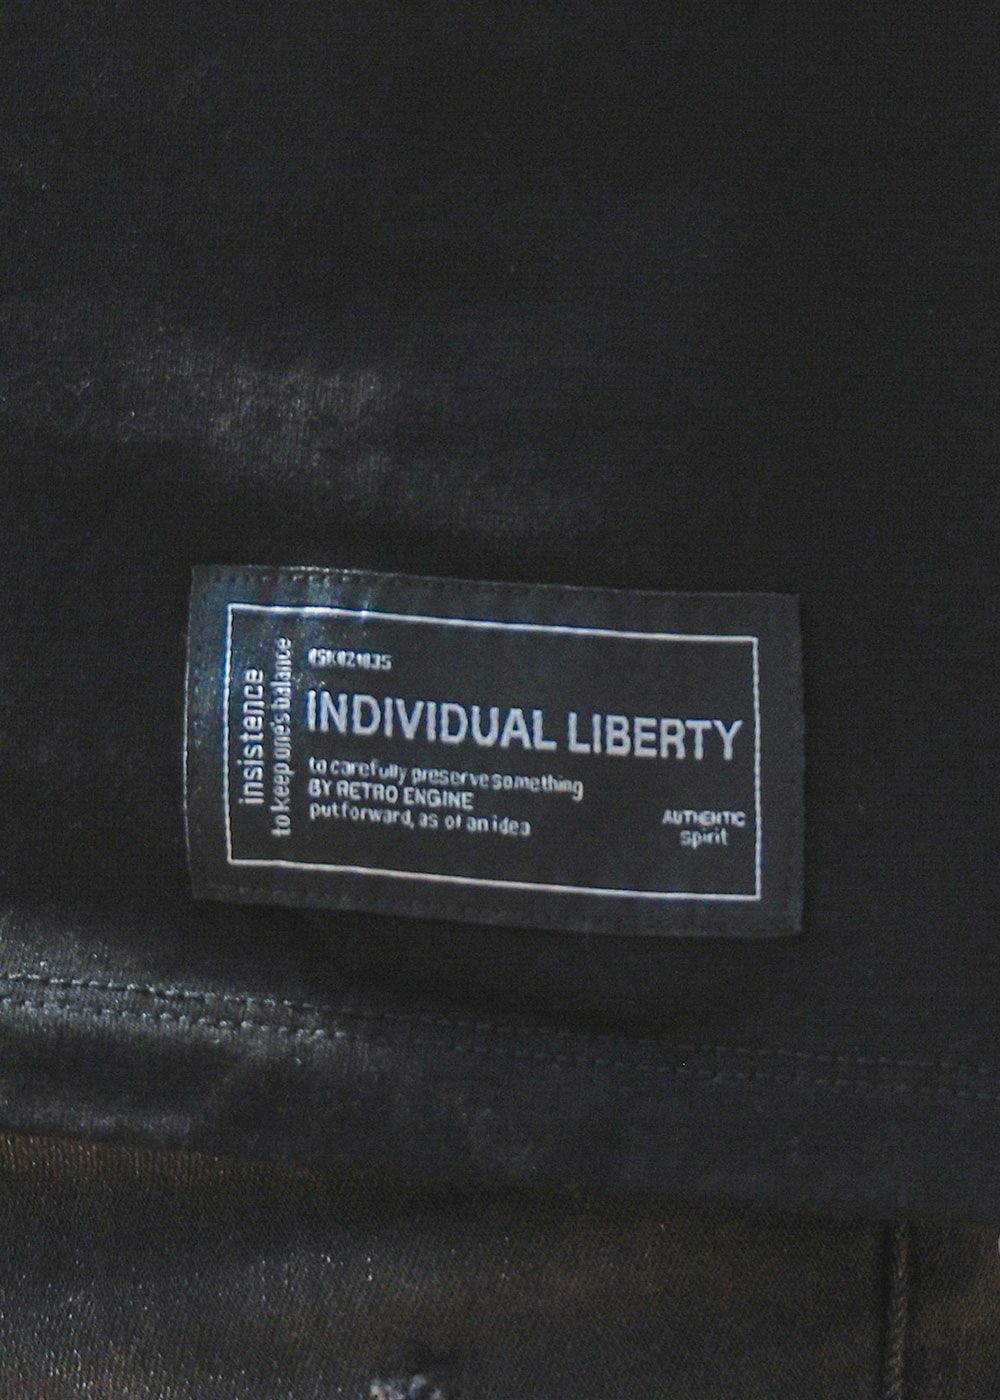 insistence
to keep one's balance
INDIVIDUAL LIBERTY
to carefully preserve something
BY RETRO ENGINE
put forward, as of an idea
AUTHENTIC
spirit